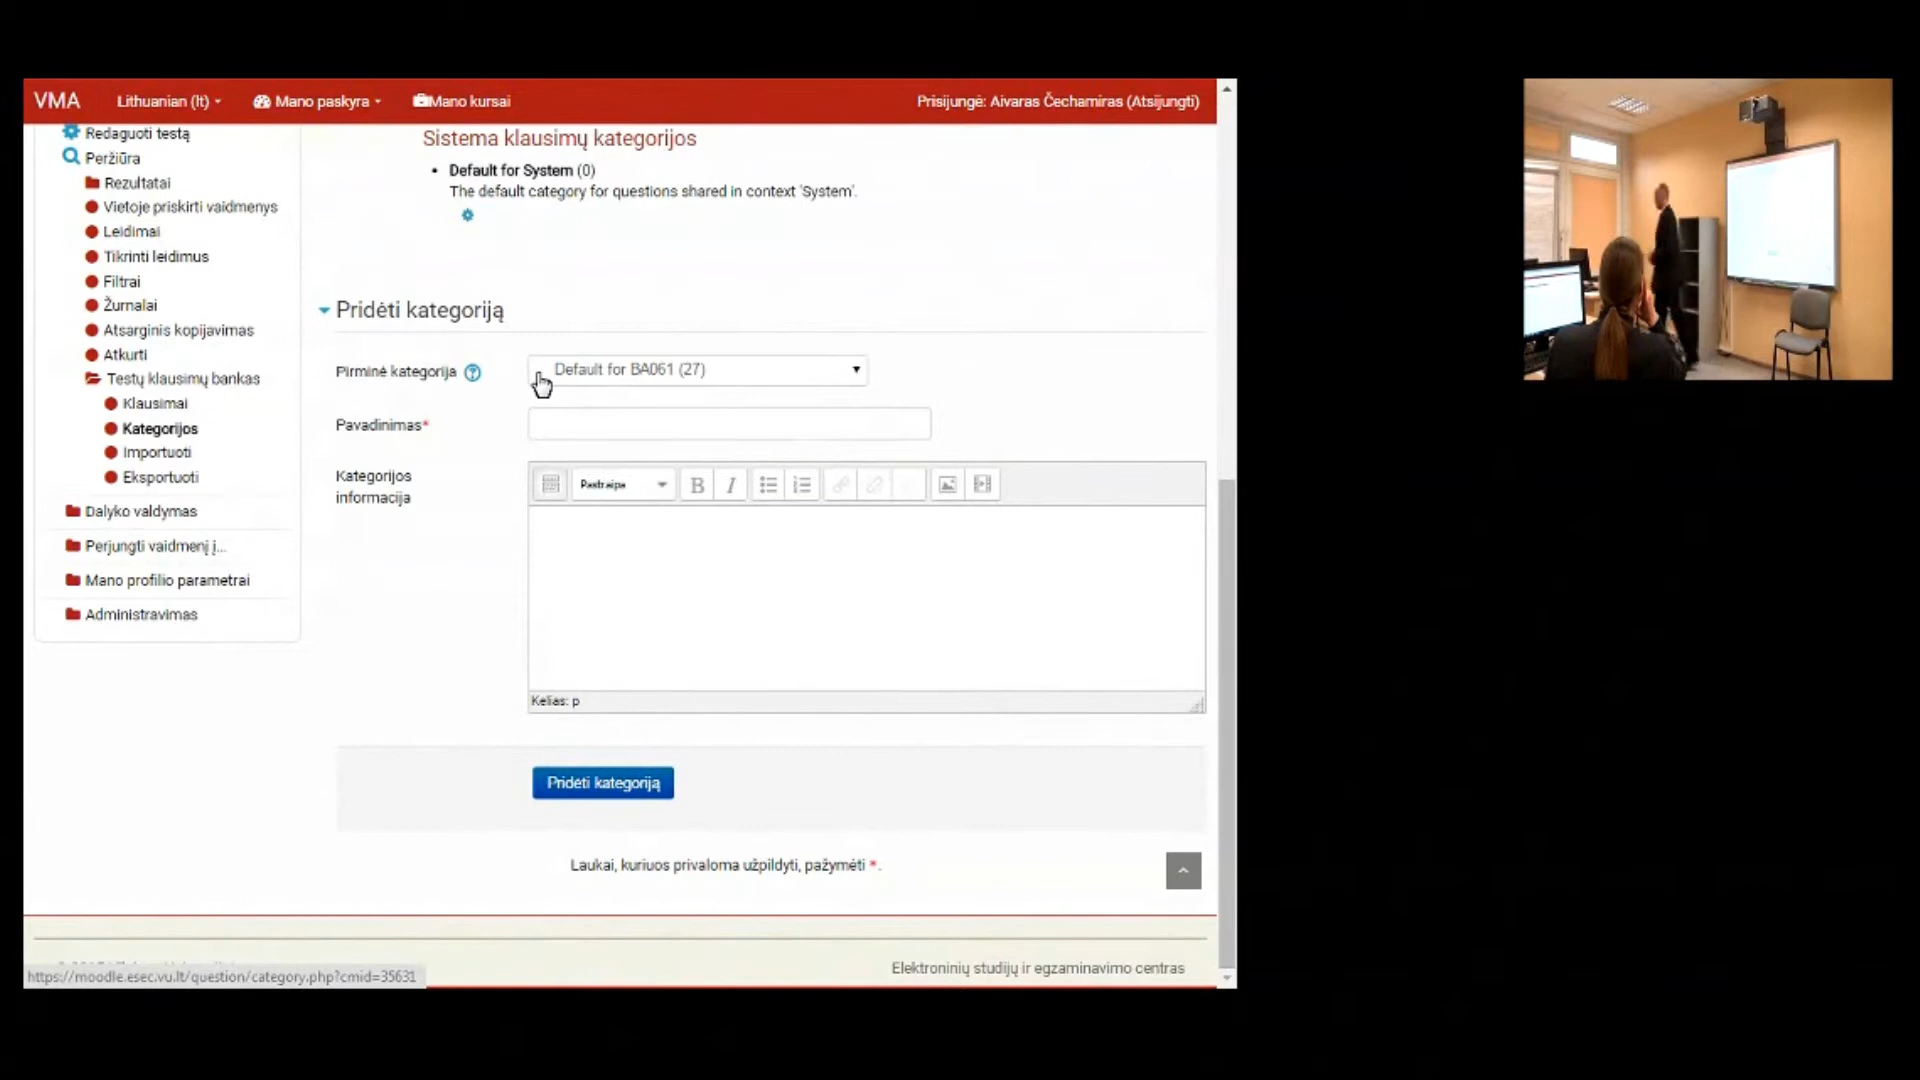 VMA Lithuanian (lt) Mano paskyra Mano kursai Prisijungė: Aivaras Čechamiras (Atsijungti)
Redaguoti testą
Peržiūra
Rezultatai
Vietoje priskirti vaidmenys
Leidimai
Tikrinti leidimus
Filtrai
Žurnalai
Atsarginis kopijavimas
Atkurti
Testų klausimų bankas
Klausimai
Kategorijos
Importuoti
Eksportuoti
Dalyko valdymas
Perjungti vaidmenį į...
Mano profilio parametrai
Administravimas
Sistema klausimų kategorijos
• Default for System (0)
The default category for questions shared in context 'System'.
Pridėti kategoriją
Pirminė kategorija Default for BA061 (27)
Pavadinimas*
Kategorijos
informacija
Pastraipa B I
Kelias: p
Pridėti kategoriją
Laukai, kuriuos privaloma užpildyti, pažymėti *.
Elektroninių studijų ir egzaminavimo centras
https://moodle.esec.vu.lt/question/category.php?cmid=35631